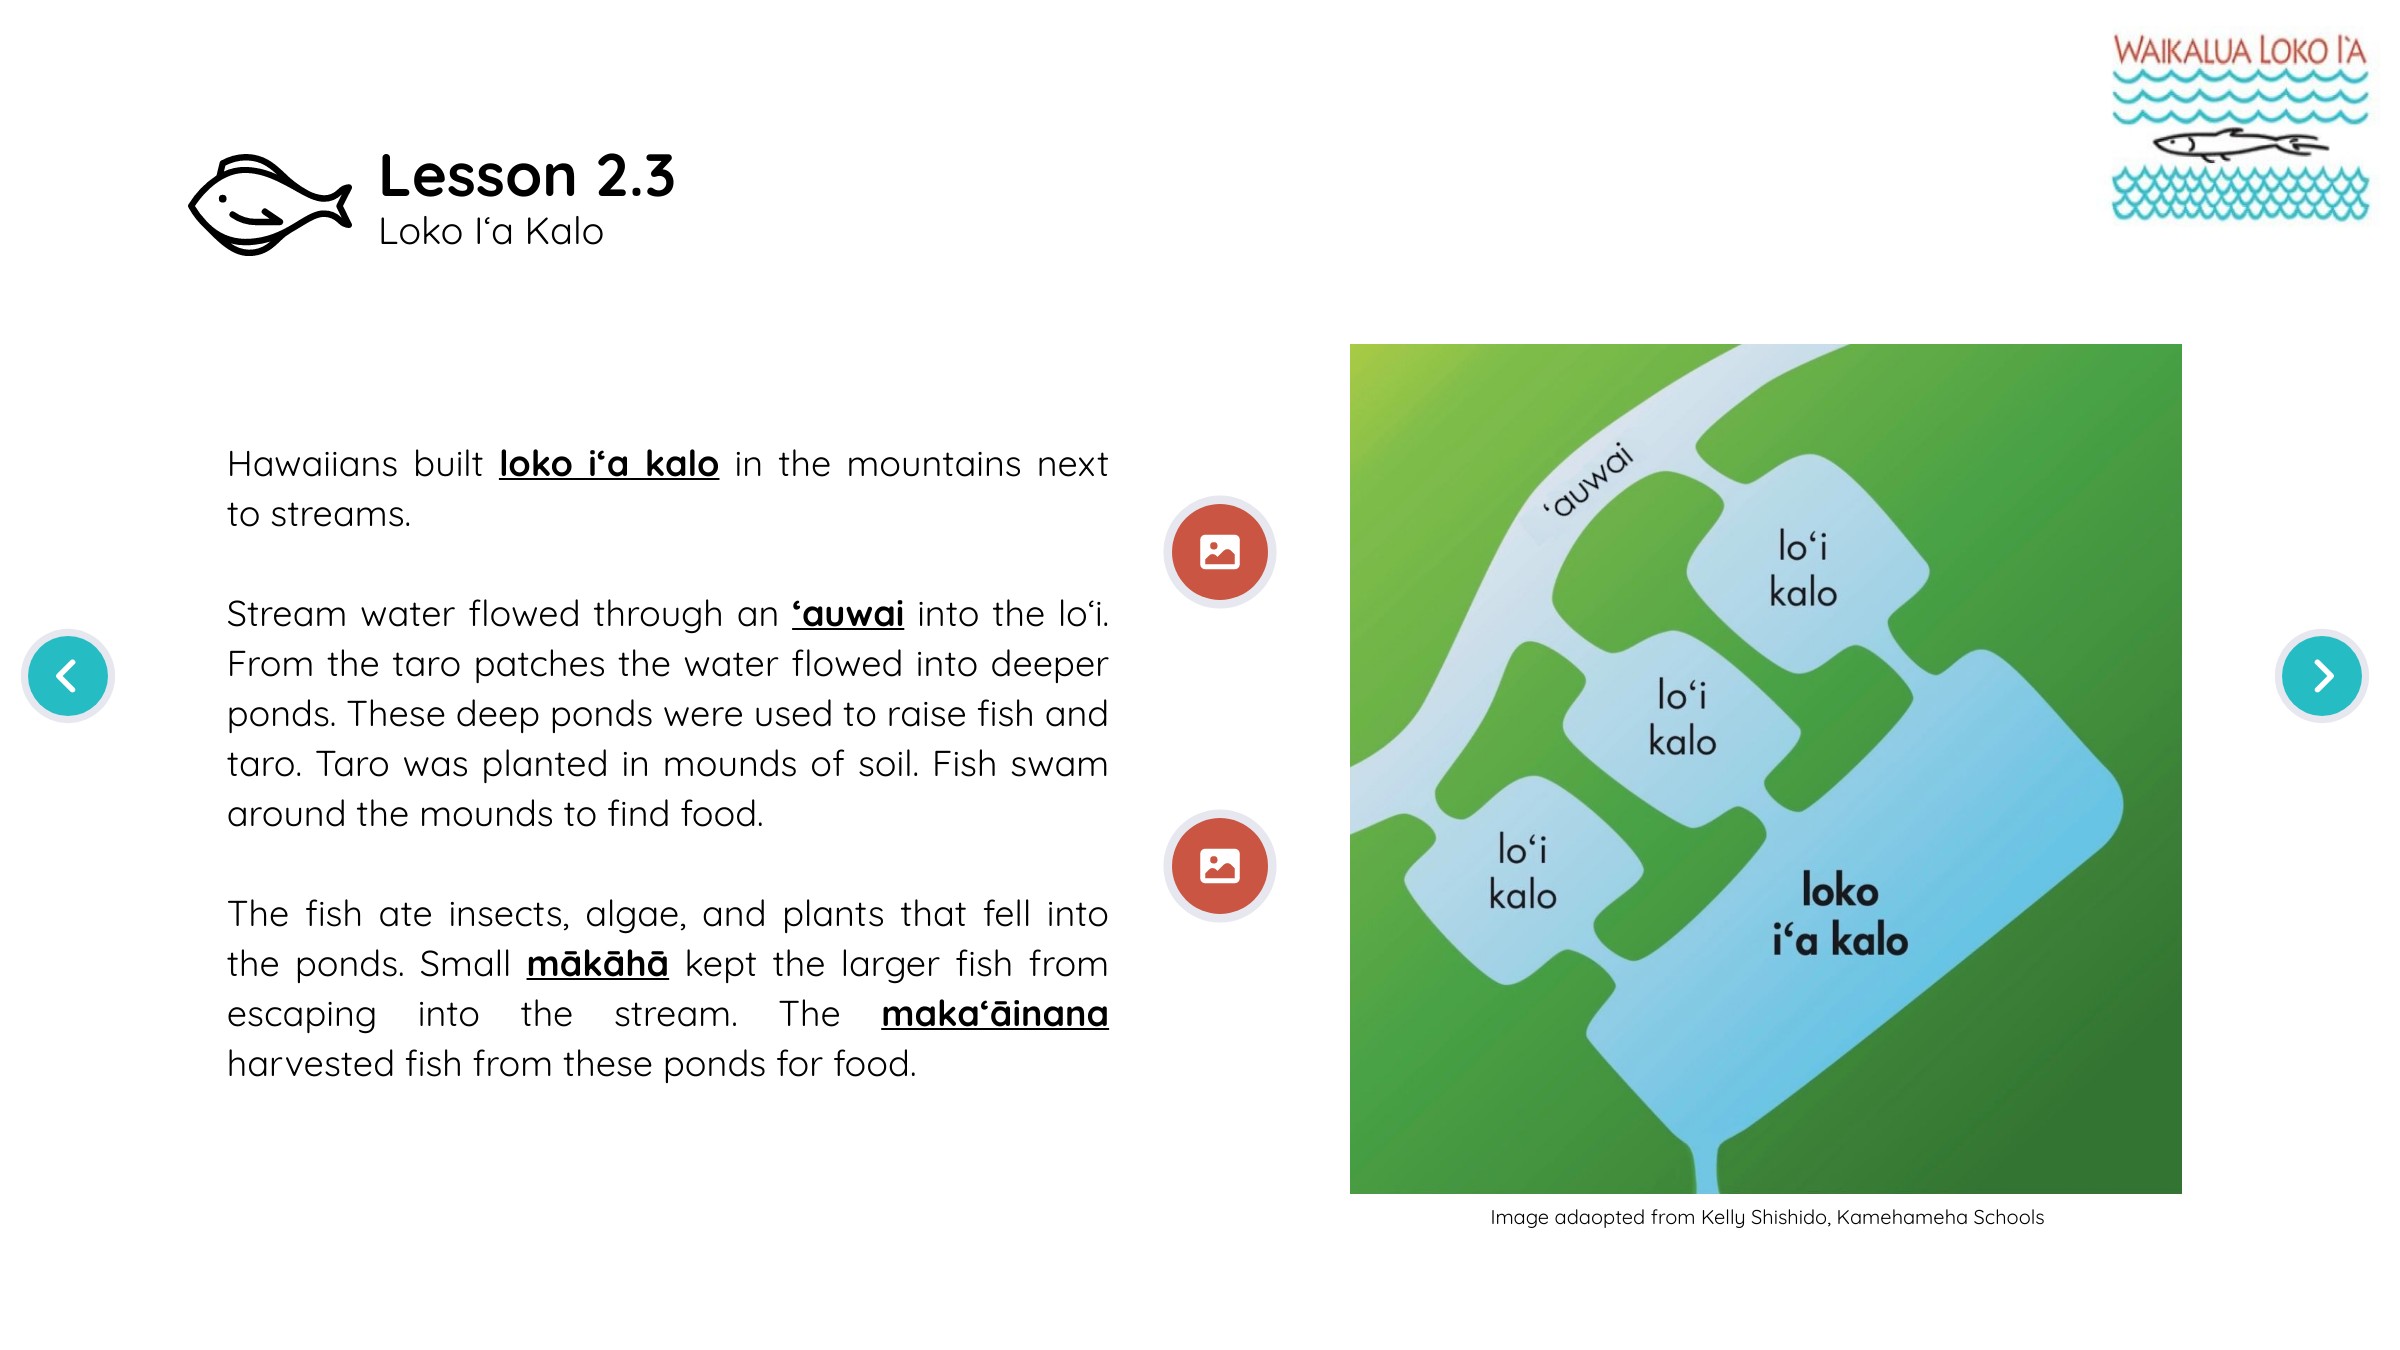 WAIKALUA LOKO I'A
Lesson 2.3
Loko Iʻa Kalo
Hawaiians built loko iʻa kalo in the mountains next
to streams.
Stream water flowed through an ʻauwai into the loʻi.
From the taro patches the water flowed into deeper
ponds. These deep ponds were used to raise fish and
taro. Taro was planted in mounds of soil. Fish swam
around the mounds to find food.
The fish ate insects, algae, and plants that fell into
the ponds. Small mākāhā kept the larger fish from
escaping into the stream. The makaʻāinana
harvested fish from these ponds for food.
ʻauwai
loʻi
kalo
loʻi
kalo
loʻi
kalo
loko
iʻa kalo
Image adaopted from Kelly Shishido, Kamehameha Schools